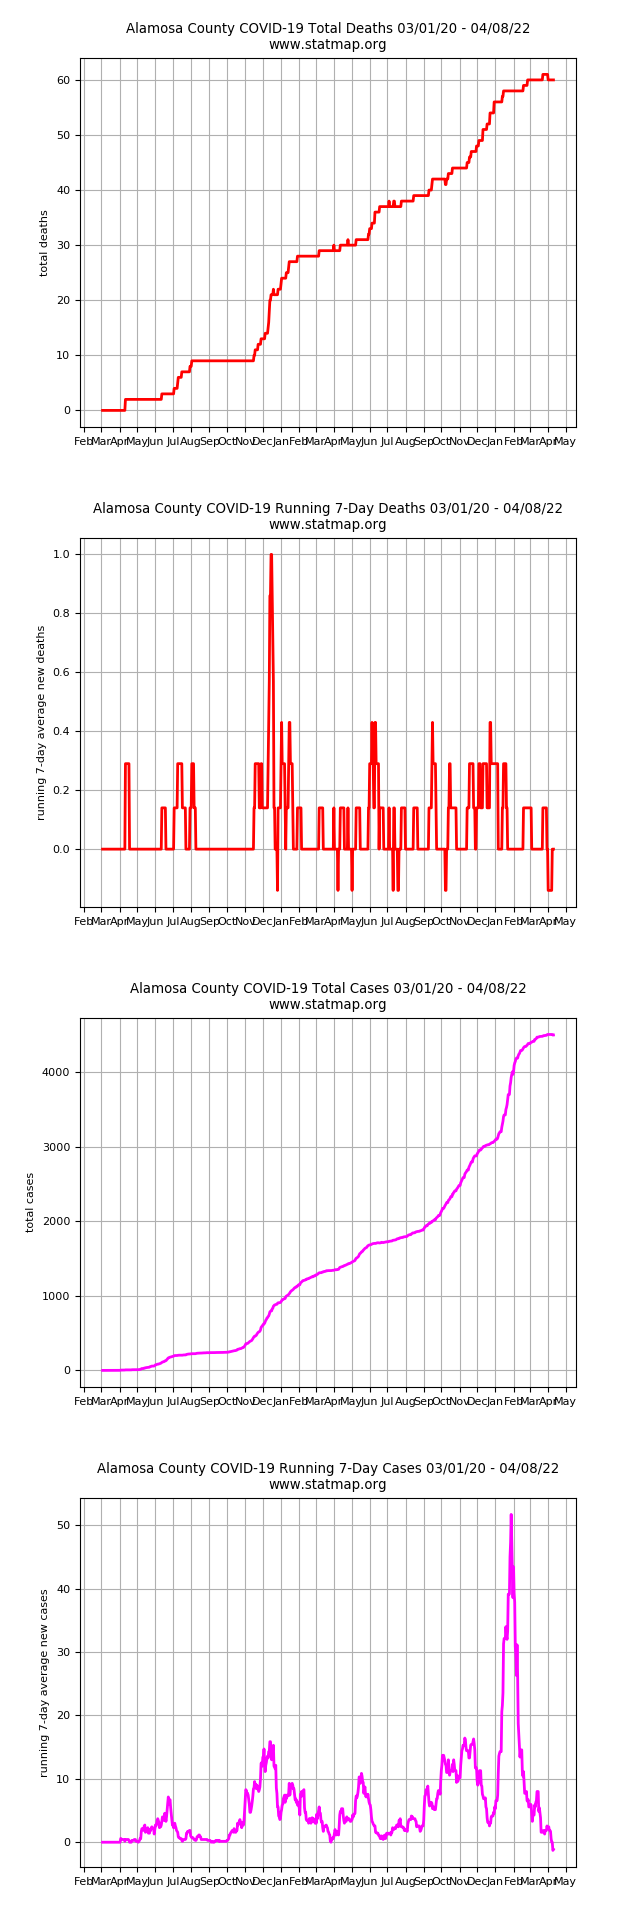 Alamosa County COVID-19 Total Deaths 03/01/20 - 04/08/22
www.statmap.org
60
50
40
30
20
10
0
total deaths
Feb Mar Apr May Jun Jul Aug Sep Oct Nov Dec Jan Feb Mar Apr May Jun Jul Aug Sep Oct Nov Dec Jan Feb Mar Apr May
Alamosa County COVID-19 Running 7-Day Deaths 03/01/20 - 04/08/22
www.statmap.org
1.0
0.8
0.6
0.4
0.2
0.0
running 7-day average new deaths
Feb Mar Apr May Jun Jul Aug Sep Oct Nov Dec Jan Feb Mar Apr May Jun Jul Aug Sep Oct Nov Dec Jan Feb Mar Apr May
Alamosa County COVID-19 Total Cases 03/01/20 - 04/08/22
www.statmap.org
4000
3000
2000
1000
0
total cases
Feb Mar Apr May Jun Jul Aug Sep Oct Nov Dec Jan Feb Mar Apr May Jun Jul Aug Sep Oct Nov Dec Jan Feb Mar Apr May
Alamosa County COVID-19 Running 7-Day Cases 03/01/20 - 04/08/22
www.statmap.org
50
40
30
20
10
0
running 7-day average new cases
Feb Mar Apr May Jun Jul Aug Sep Oct Nov Dec Jan Feb Mar Apr May Jun Jul Aug Sep Oct Nov Dec Jan Feb Mar Apr May